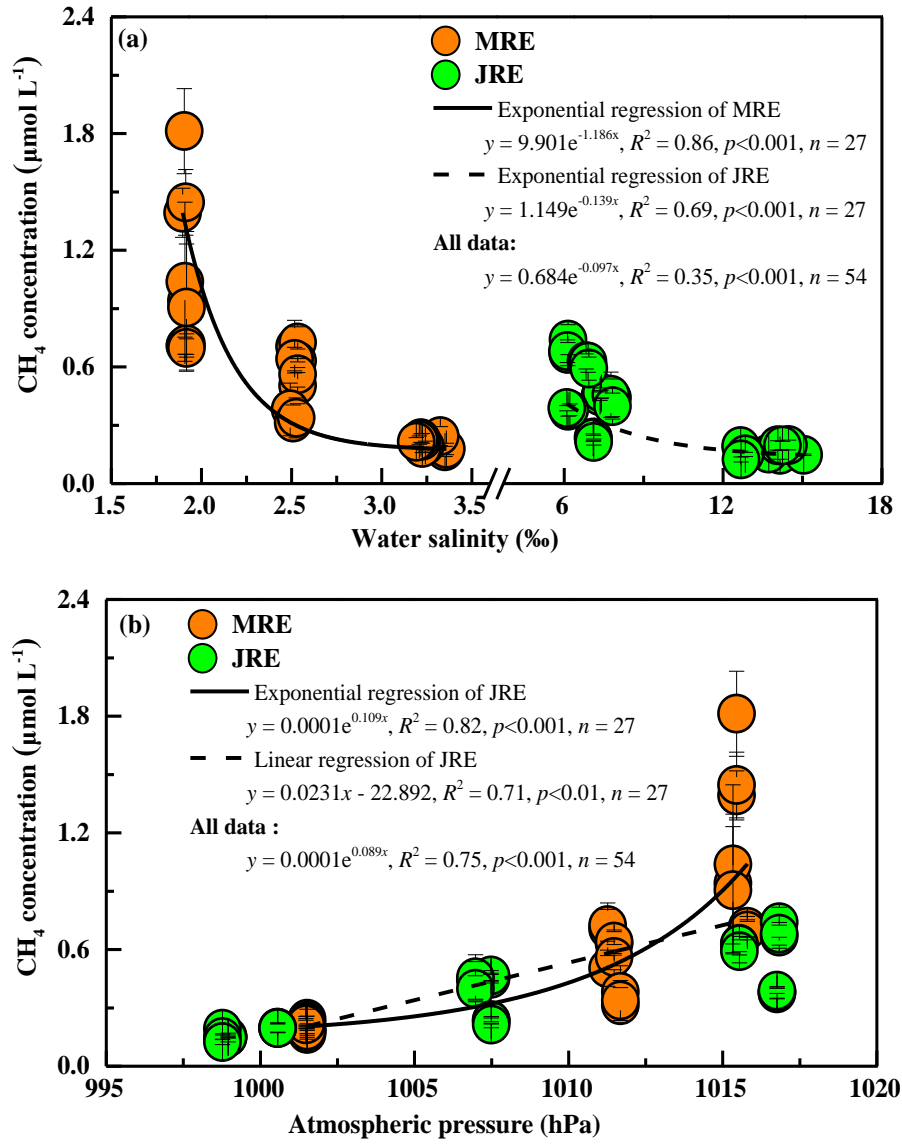 (a)
MRE
JRE
Exponential regression of MRE
y = 9.901e^-1.186x, R^2 = 0.86, p<0.001, n = 27
Exponential regression of JRE
y = 1.149e^-0.139x, R^2 = 0.69, p<0.001, n = 27
All data:
y = 0.684e^-0.097x, R^2 = 0.35, p<0.001, n = 54
CH4 concentration (μmol L^-1)
2.4
1.8
1.2
0.6
0.0
1.5 2.0 2.5 3.0 3.5 6 12 18
Water salinity (‰)
(b)
MRE
JRE
Exponential regression of JRE
y = 0.0001e^0.109x, R^2 = 0.82, p<0.001, n = 27
Linear regression of JRE
y = 0.0231x - 22.892, R^2 = 0.71, p<0.01, n = 27
All data :
y = 0.0001e^0.089x, R^2 = 0.75, p<0.001, n = 54
CH4 concentration (μmol L^-1)
2.4
1.8
1.2
0.6
0.0
995 1000 1005 1010 1015 1020
Atmospheric pressure (hPa)